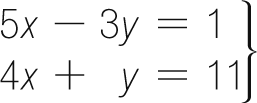 5x − 3y = 1
4x + y = 11